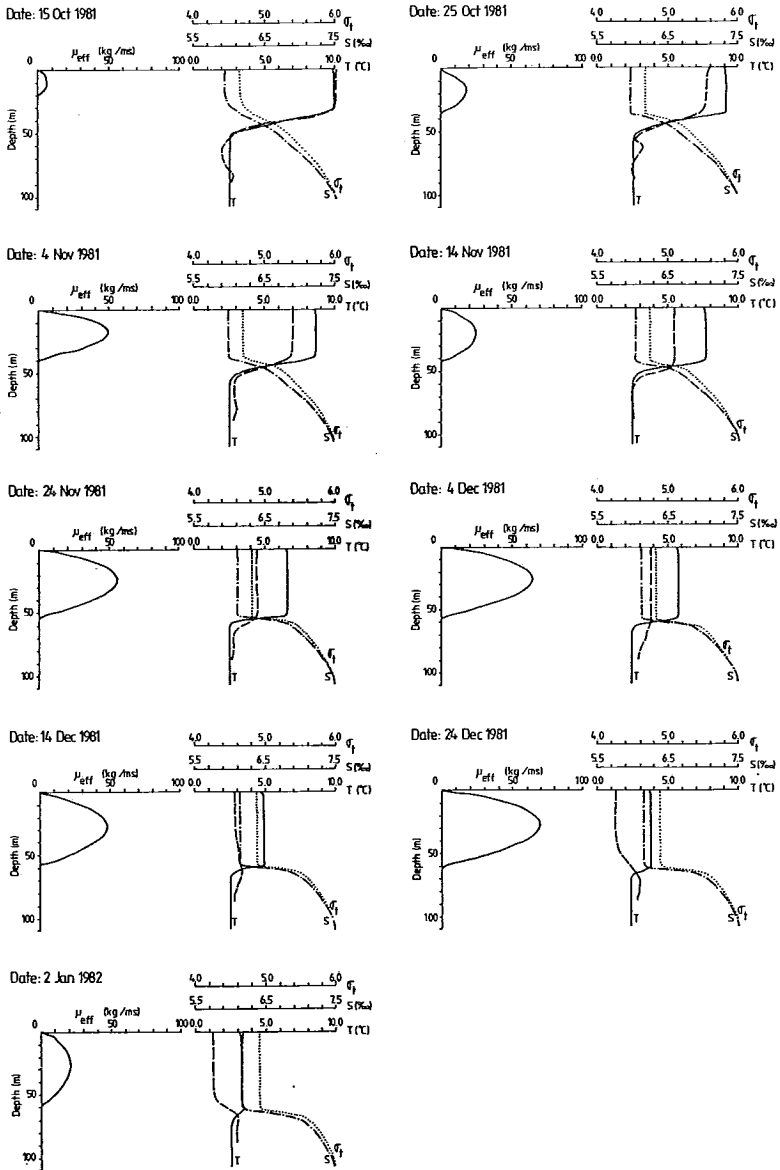 Date: 15 Oct 1981
4.0 5.0 6.0 σt
5.5 6.5 7.5 S (‰)
μeff (kg/ms)
0 50 100 0.0 5.0 10.0 T (°C)
Depth (m)
50
100
T
S
σt
Date: 25 Oct 1981
4.0 5.0 6.0 σt
5.5 6.5 7.5 S (‰)
μeff (kg/ms)
0 50 100 0.0 5.0 10.0 T (°C)
Depth (m)
50
100
T
S
σt
Date: 4 Nov 1981
4.0 5.0 6.0 σt
5.5 6.5 7.5 S (‰)
μeff (kg/ms)
0 50 100 0.0 5.0 10.0 T (°C)
Depth (m)
50
100
T
S
σt
Date: 14 Nov 1981
4.0 5.0 6.0 σt
5.5 6.5 7.5 S (‰)
μeff (kg/ms)
0 50 100 0.0 5.0 10.0 T (°C)
Depth (m)
50
100
T
S
σt
Date: 24 Nov 1981
4.0 5.0 6.0 σt
5.5 6.5 7.5 S (‰)
μeff (kg/ms)
0 50 100 0.0 5.0 10.0 T (°C)
Depth (m)
50
100
T
S
σt
Date: 4 Dec 1981
4.0 5.0 6.0 σt
5.5 6.5 7.5 S (‰)
μeff (kg/ms)
0 50 100 0.0 5.0 10.0 T (°C)
Depth (m)
50
100
T
S
σt
Date: 14 Dec 1981
4.0 5.0 6.0 σt
5.5 6.5 7.5 S (‰)
μeff (kg/ms)
0 50 100 0.0 5.0 10.0 T (°C)
Depth (m)
50
100
T
S
σt
Date: 24 Dec 1981
4.0 5.0 6.0 σt
5.5 6.5 7.5 S (‰)
μeff (kg/ms)
0 50 100 0.0 5.0 10.0 T (°C)
Depth (m)
50
100
T
S
σt
Date: 2 Jan 1982
4.0 5.0 6.0 σt
5.5 6.5 7.5 S (‰)
μeff (kg/ms)
0 50 100 0.0 5.0 10.0 T (°C)
Depth (m)
50
100
T
S
σt